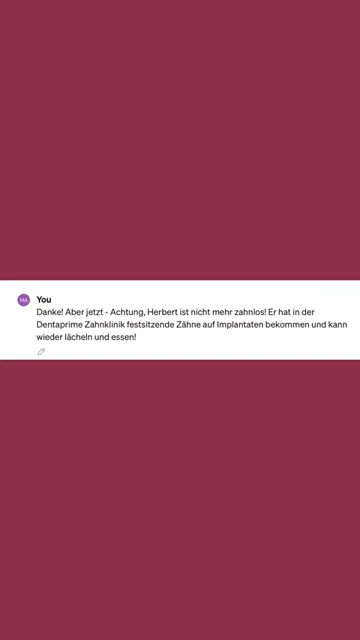 MA You
Danke! Aber jetzt - Achtung, Herbert ist nicht mehr zahnlos! Er hat in der
Dentaprime Zahnklinik festsitzende Zähne auf Implantaten bekommen und kann
wieder lächeln und essen!